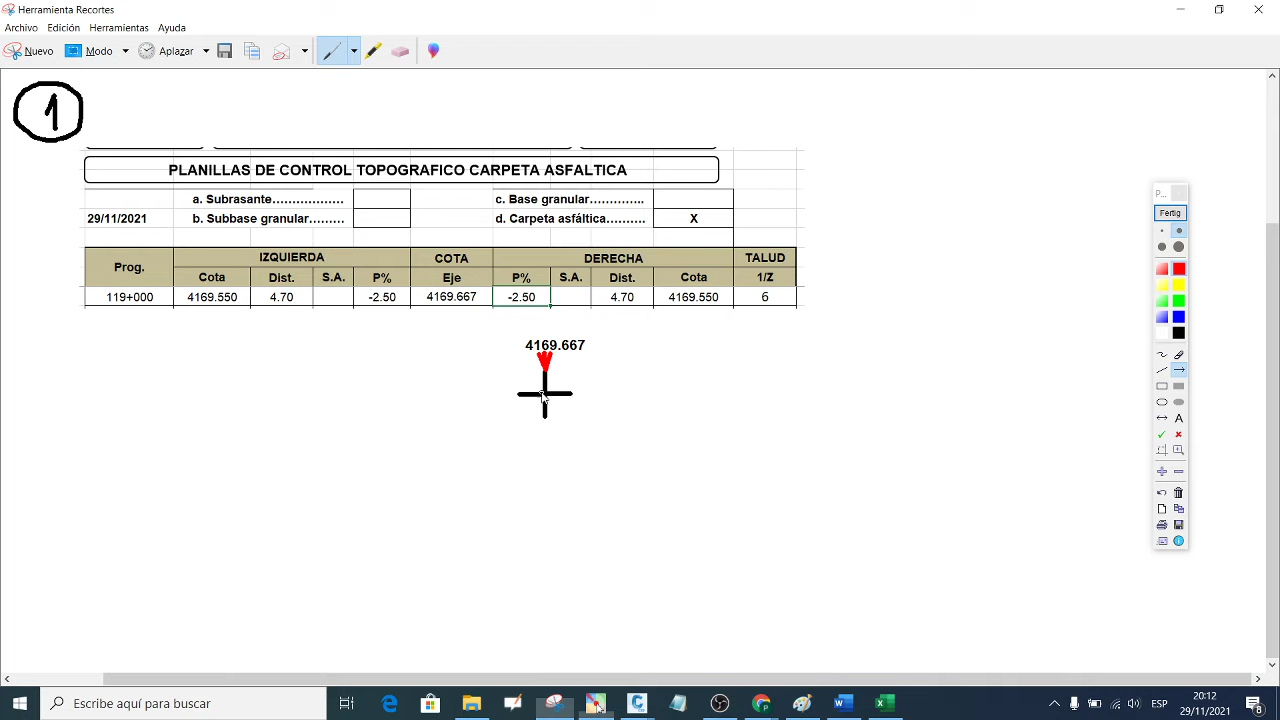 Herramienta Recortes
Archivo Edición Herramientas Ayuda
Nuevo Modo Aplazar
1
PLANILLAS DE CONTROL TOPOGRAFICO CARPETA ASFALTICA
a. Subrasante.................. c. Base granular..............
29/11/2021 b. Subbase granular......... d. Carpeta asfáltica.......... X
Prog. IZQUIERDA COTA DERECHA TALUD
Cota Dist. S.A. P% Eje P% S.A. Dist. Cota 1/Z
119+000 4169.550 4.70 -2.50 4169.667 -2.50 4.70 4169.550 6
4169.667
P...
Fertig
A
Escribe aquí para buscar
ESP
20:12
29/11/2021
8